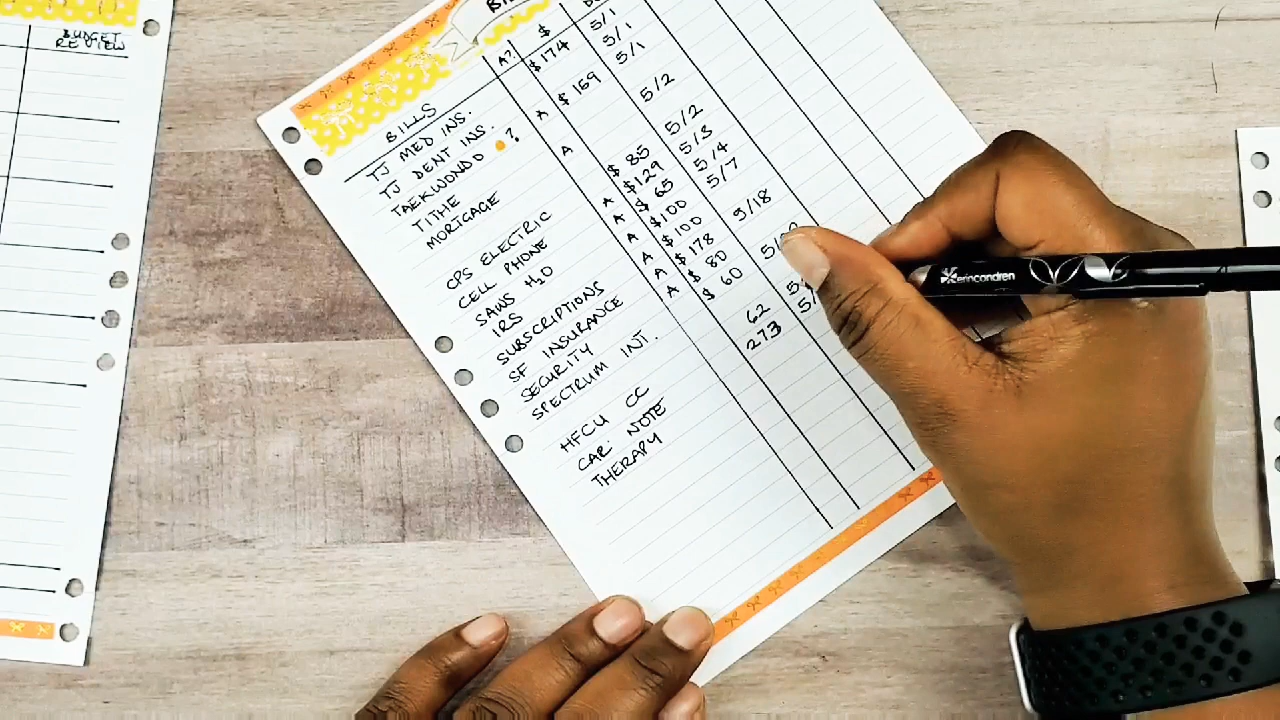 BUDGET REVIEW
BILLS A? $
TJ MED INS. $174 5/1
TJ DENT INS. 5/1
TAEKWONDO ? A $159 5/1
TITHE
MORTGAGE A 5/2
CPS ELECTRIC $85 5/2
CELL PHONE A $129 5/3
SAWS H2O A $65 5/4
IRS A $100 5/7
SUBSCRIPTIONS A $100
SF INSURANCE A $178 5/18
SECURITY A $80
SPECTRUM INT. $60
HFCU CC 62
CAR NOTE 273
THERAPY
erincondren